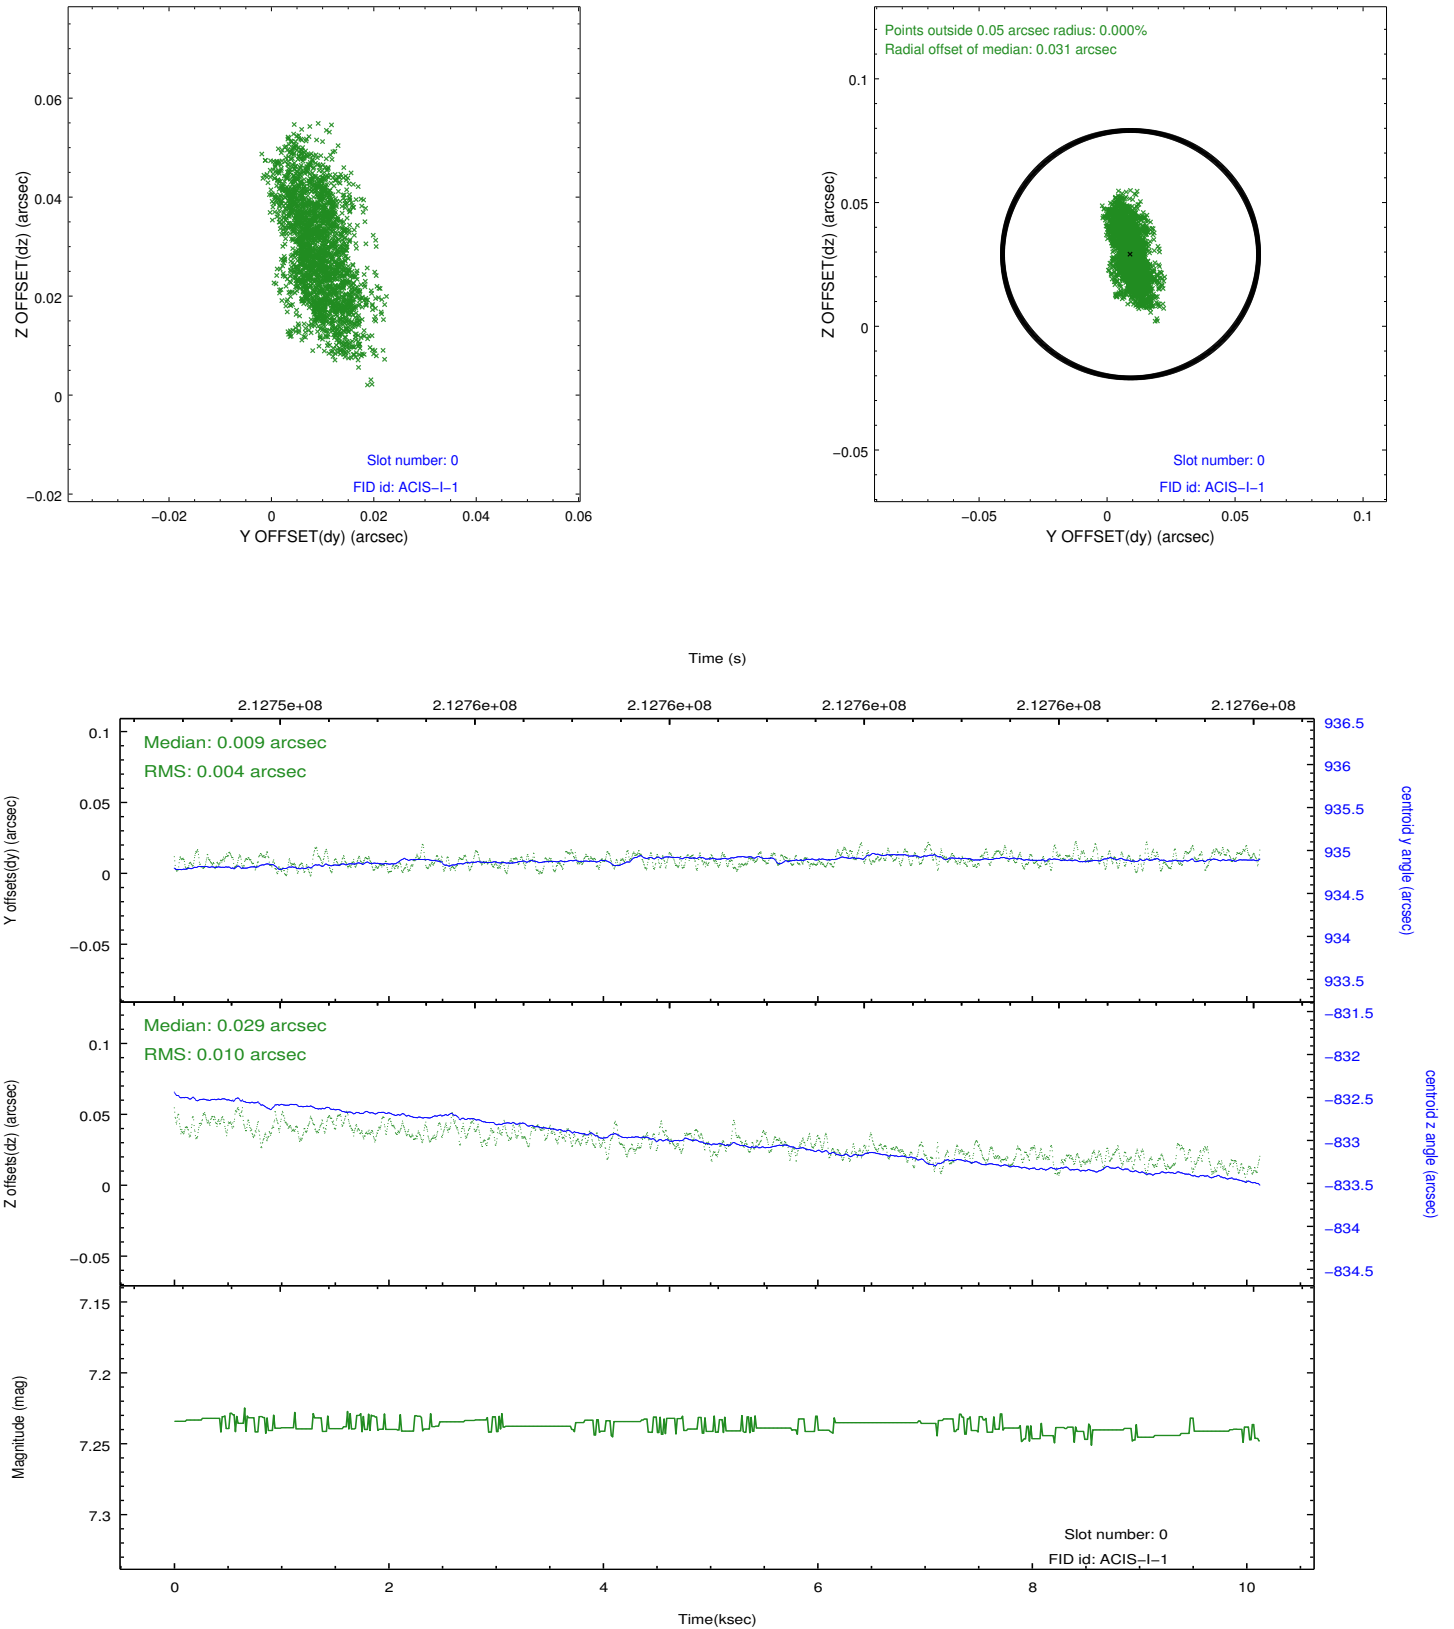 0.06
0.04
0.02
0
−0.02
Z OFFSET(dz) (arcsec)
Slot number: 0
FID id: ACIS−I−1
−0.02 0 0.02 0.04 0.06
Y OFFSET(dy) (arcsec)
Points outside 0.05 arcsec radius: 0.000%
Radial offset of median: 0.031 arcsec
0.1
0.05
0
−0.05
Z OFFSET(dz) (arcsec)
Slot number: 0
FID id: ACIS−I−1
−0.05 0 0.05 0.1
Y OFFSET(dy) (arcsec)
Time (s)
2.1275e+08 2.1276e+08 2.1276e+08 2.1276e+08 2.1276e+08 2.1276e+08
Median: 0.009 arcsec
RMS: 0.004 arcsec
0.1
0.05
0
−0.05
Y offsets(dy) (arcsec)
936.5
936
935.5
935
934.5
934
933.5
centroid y angle (arcsec)
Median: 0.029 arcsec
RMS: 0.010 arcsec
0.1
0.05
0
−0.05
Z offsets(dz) (arcsec)
−831.5
−832
−832.5
−833
−833.5
−834
−834.5
centroid z angle (arcsec)
7.15
7.2
7.25
7.3
Magnitude (mag)
Slot number: 0
FID id: ACIS−I−1
0 2 4 6 8 10
Time(ksec)